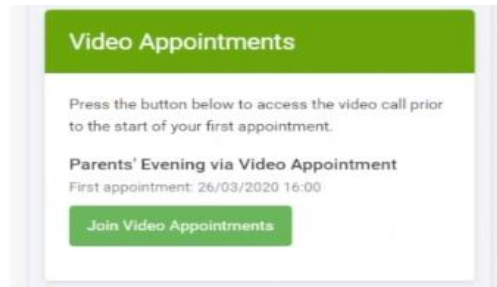 Video Appointments
Press the button below to access the video call prior
to the start of your first appointment.
Parents' Evening via Video Appointment
First appointment: 26/03/2020 16:00
Join Video Appointments